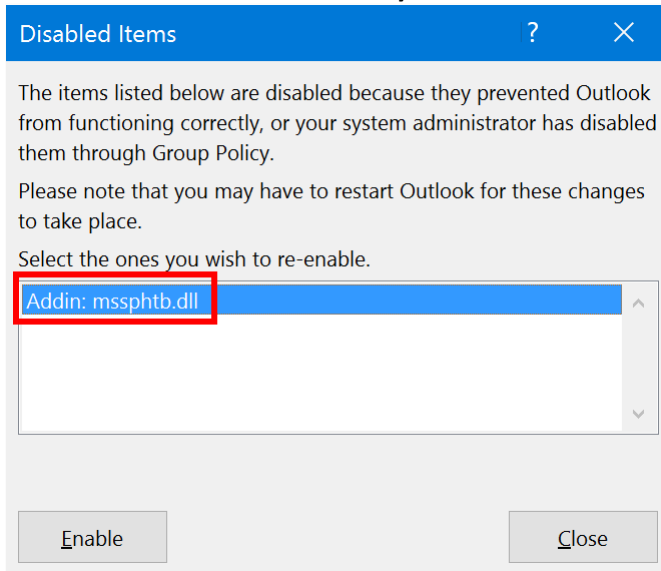 Disabled Items ? ×
The items listed below are disabled because they prevented Outlook
from functioning correctly, or your system administrator has disabled
them through Group Policy.
Please note that you may have to restart Outlook for these changes
to take place.
Select the ones you wish to re-enable.
Addin: mssphtb.dll
Enable Close